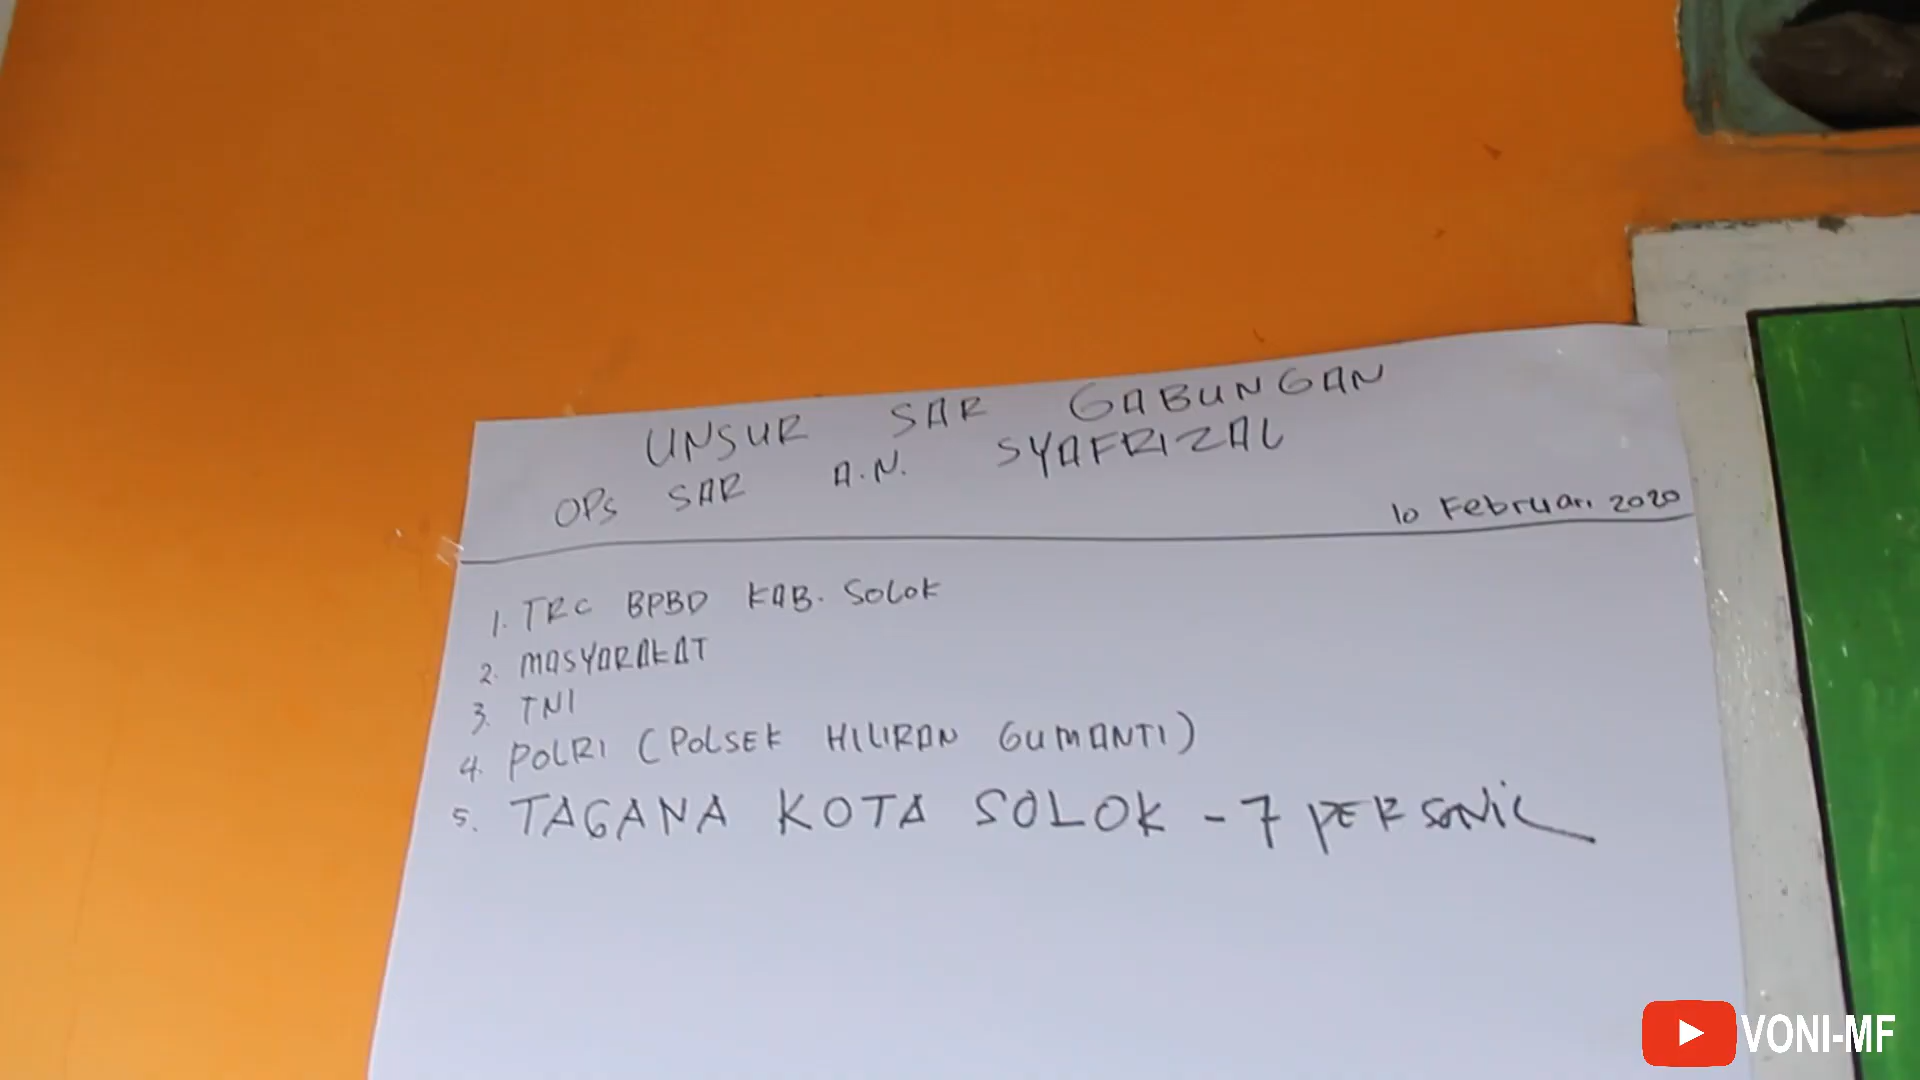 UNSUR SAR GABUNGAN
OPs SAR A.N. SYAFRIZAL
10 Februari 2020
1. TRC BPBD KAB. SOLOK
2. MASYARAKAT
3. TNI
4. POLRI (POLSEK HILIRAN GUMANTI)
5. TAGANA KOTA SOLOK - 7 PERSONIL
VONI-MF